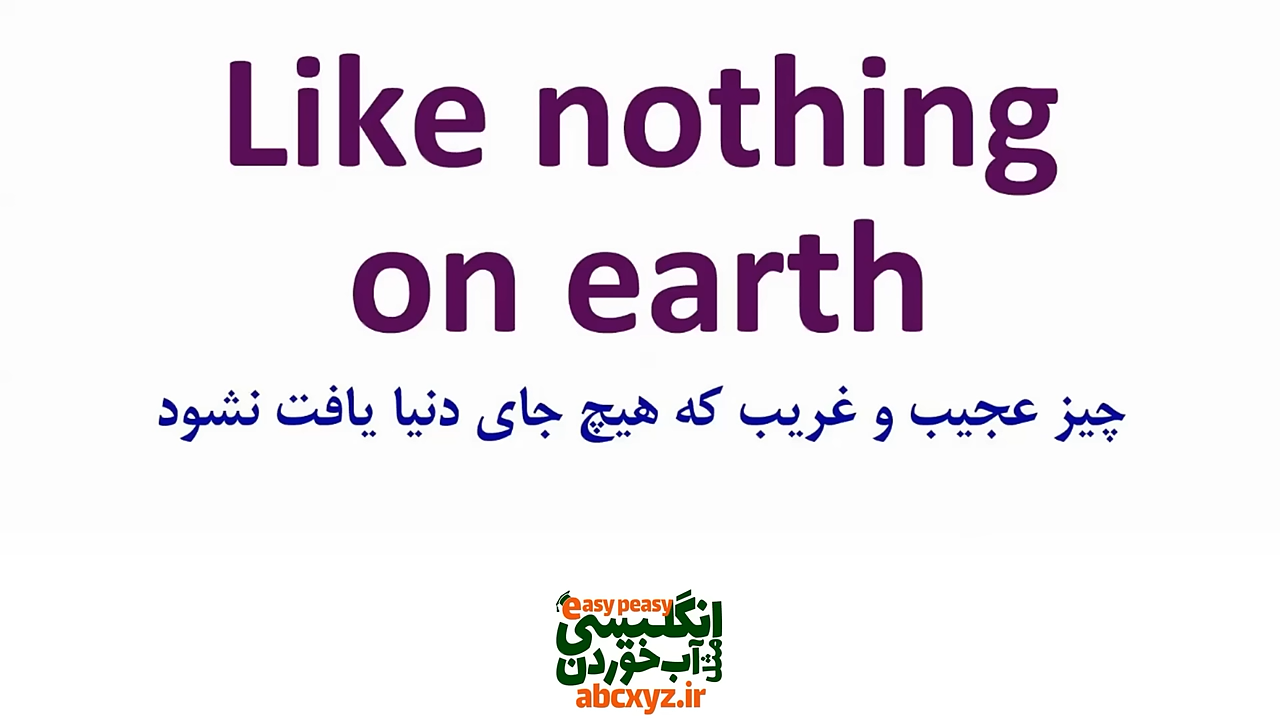 Like nothing
on earth
چیز عجیب و غریب که هیچ جای دنیا یافت نشود
easy peasy
انگلیسی
مثل آب خوردن
abcxyz.ir